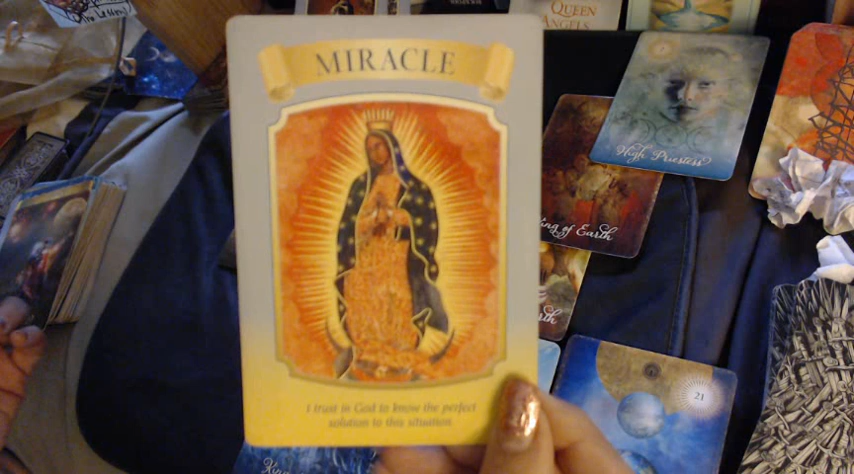 MIRACLE
I trust in God to know the perfect
solution to this situation.
QUEEN
ANGELS
High Priestess
King of Earth
21